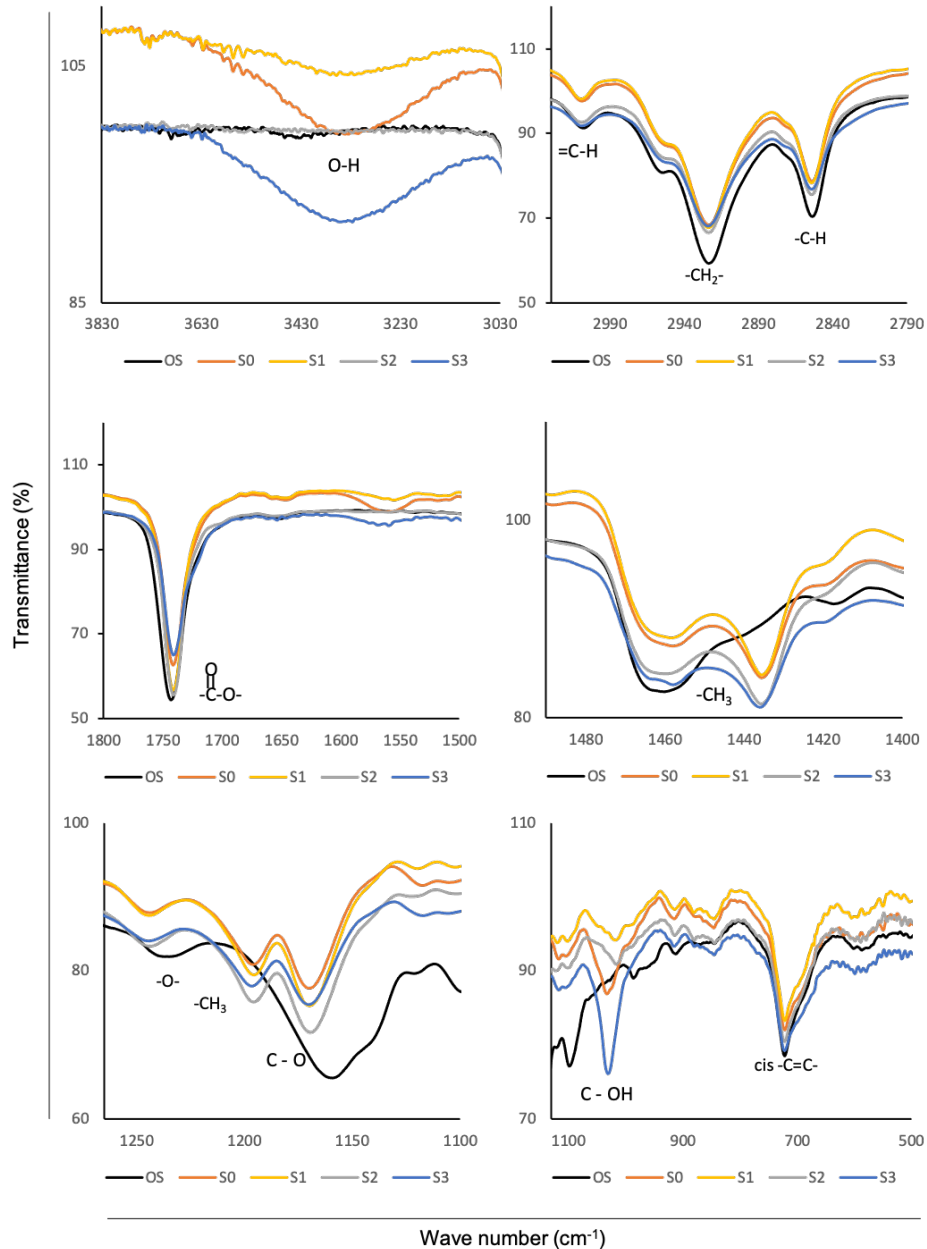 Transmittance (%)
105
85
O-H
3830 3630 3430 3230 3030
OS S0 S1 S2 S3
110
90
70
50
=C-H
-CH₂-
-C-H
2990 2940 2890 2840 2790
OS S0 S1 S2 S3
110
90
70
50
O
||
-C-O-
1800 1750 1700 1650 1600 1550 1500
OS S0 S1 S2 S3
100
80
-CH₃
1480 1460 1440 1420 1400
OS S0 S1 S2 S3
100
80
60
-O-
-CH₃
C - O
1250 1200 1150 1100
OS S0 S1 S2 S3
110
90
70
C - OH
cis -C=C-
1100 900 700 500
OS S0 S1 S2 S3
Wave number (cm⁻¹)